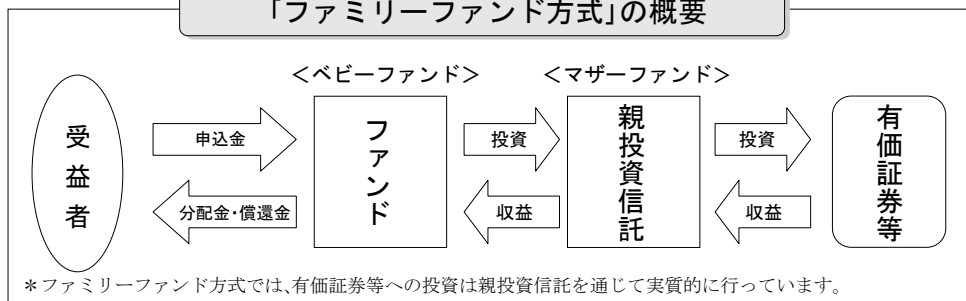 「ファミリーファンド方式」の概要
＜ベビーファンド＞
＜マザーファンド＞
受益者
申込金
分配金・償還金
ファンド
投資
収益
親投資信託
投資
収益
有価証券等
＊ファミリーファンド方式では､有価証券等への投資は親投資信託を通じて実質的に行っています。